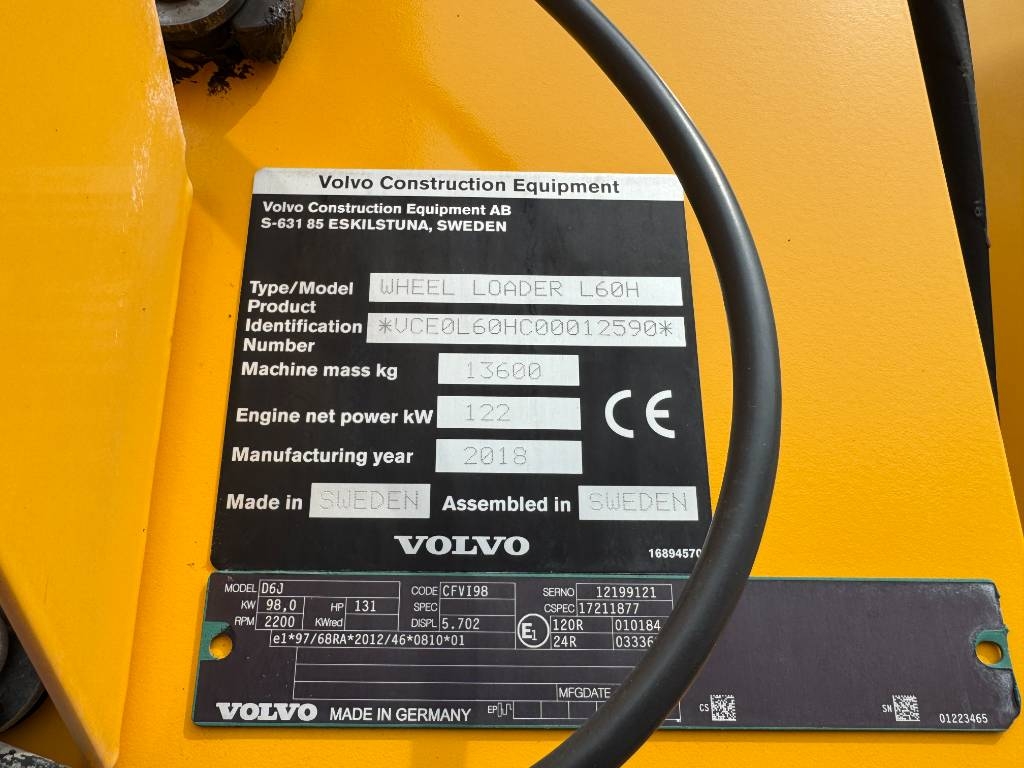 Volvo Construction Equipment
Volvo Construction Equipment AB
S-631 85 ESKILSTUNA, SWEDEN
Type/Model WHEEL LOADER L60H
Product
Identification *VCE0L60HC00012590*
Number
Machine mass kg 13600
Engine net power kW 122
CE
Manufacturing year 2018
Made in SWEDEN Assembled in SWEDEN
VOLVO 1689457
MODEL D6J CODE CFVI98 SERNO 12199121
KW 98,0 HP 131 SPEC CSPEC 17211877
RPM 2200 KWred DISPL 5.702 E1 120R 010184
e1*97/68RA*2012/46*0810*01 24R 0333
MFGDATE
VOLVO MADE IN GERMANY EP CS SN 01223465